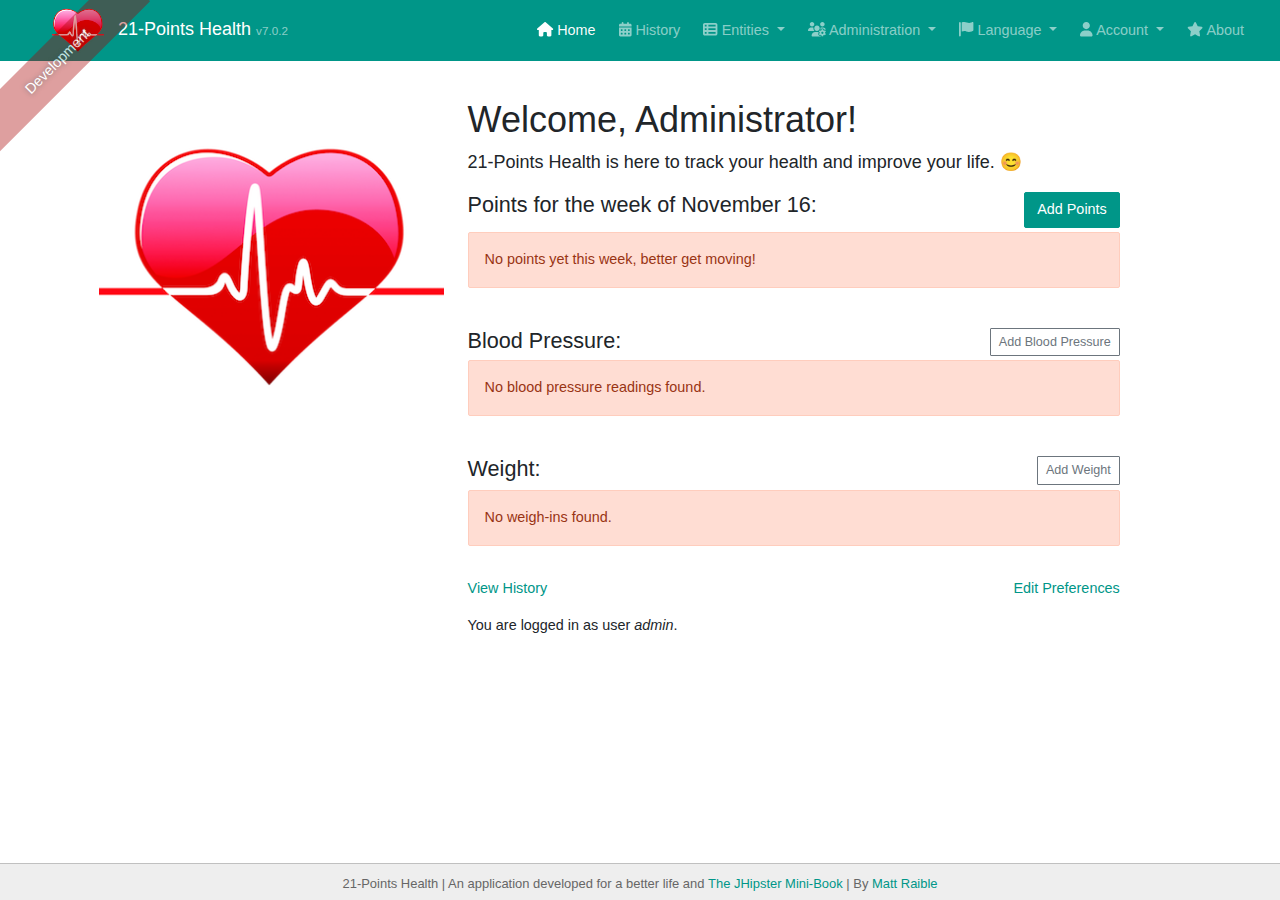 21-Points Health v7.0.2
Home History Entities Administration Language Account About
Development
Welcome, Administrator!
21-Points Health is here to track your health and improve your life. 😊
Points for the week of November 16:
Add Points
No points yet this week, better get moving!
Blood Pressure:
Add Blood Pressure
No blood pressure readings found.
Weight:
Add Weight
No weigh-ins found.
View History
Edit Preferences
You are logged in as user admin.
21-Points Health | An application developed for a better life and The JHipster Mini-Book | By Matt Raible